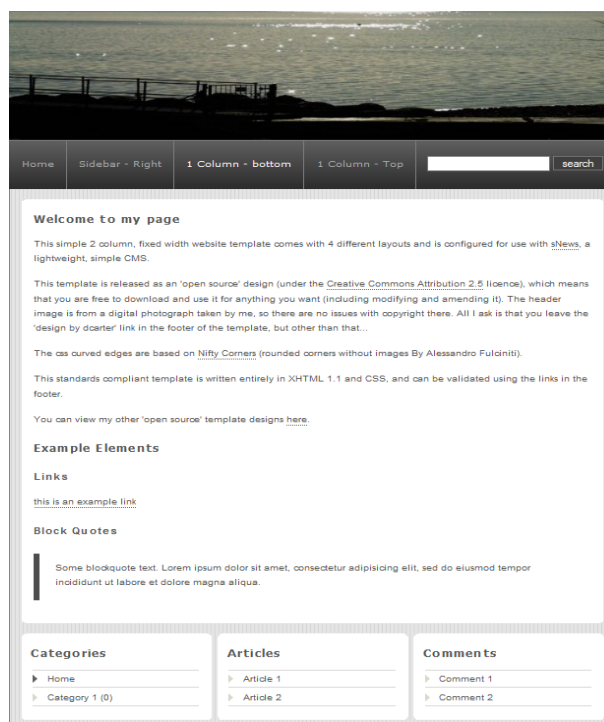 Home Sidebar - Right 1 Column - bottom 1 Column - Top search
Welcome to my page
This simple 2 column, fixed width website template comes with 4 different layouts and is configured for use with sNews, a
lightweight, simple CMS.
This template is released as an 'open source' design (under the Creative Commons Attribution 2.5 licence), which means
that you are free to download and use it for anything you want (including modifying and amending it). The header
image is from a digital photograph taken by me, so there are no issues with copyright there. All I ask is that you leave the
'design by dcarter' link in the footer of the template, but other than that...
The css curved edges are based on Nifty Corners (rounded corners without images By Alessandro Fulciniti).
This standards compliant template is written entirely in XHTML 1.1 and CSS, and can be validated using the links in the
footer.
You can view my other 'open source' template designs here.
Example Elements
Links
this is an example link
Block Quotes
Some blockquote text. Lorem ipsum dolor sit amet, consectetur adipisicing elit, sed do eiusmod tempor
incididunt ut labore et dolore magna aliqua.
Categories
Home
Category 1 (0)
Articles
Article 1
Article 2
Comments
Comment 1
Comment 2